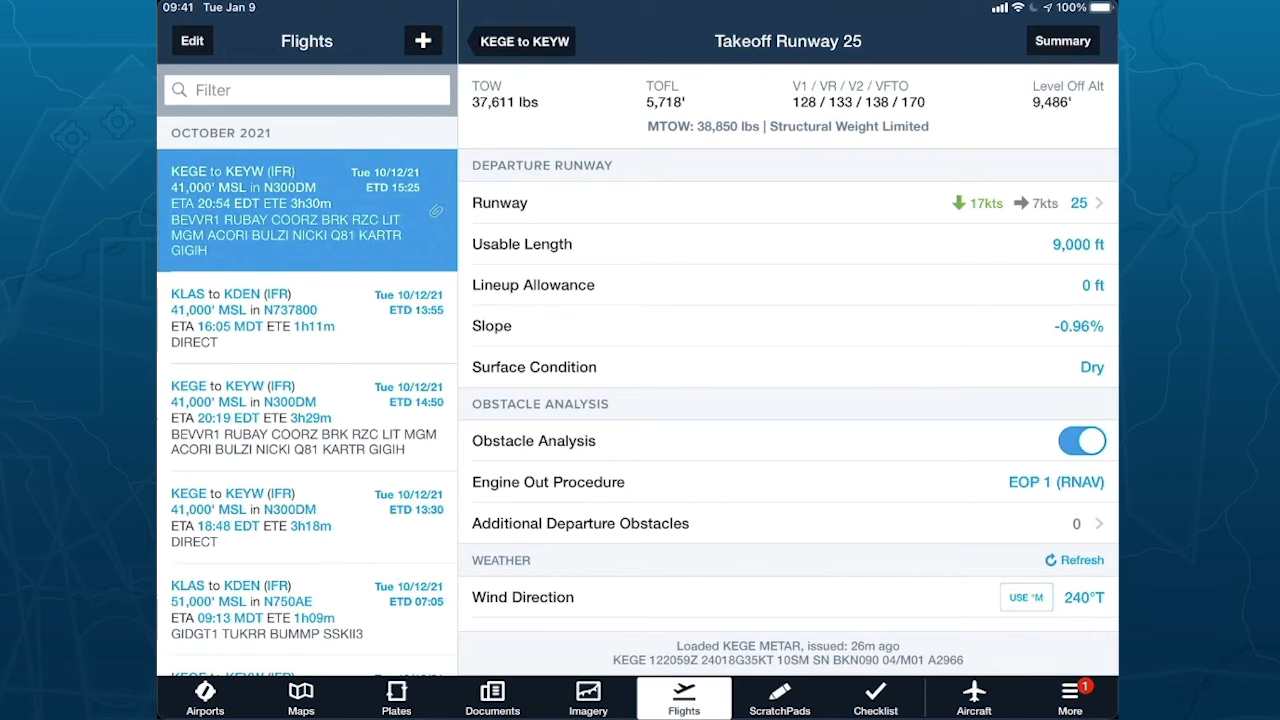 09:41 Tue Jan 9
100%
Edit
Flights
+
KEGE to KEYW
Takeoff Runway 25
Summary
Filter
TOW
37,611 lbs
TOFL
5,718'
V1 / VR / V2 / VFTO
128 / 133 / 138 / 170
Level Off Alt
9,486'
MTOW: 38,850 lbs | Structural Weight Limited
OCTOBER 2021
KEGE to KEYW (IFR) Tue 10/12/21
41,000' MSL in N300DM ETD 15:25
ETA 20:54 EDT ETE 3h30m
BEVVR1 RUBAY COORZ BRK RZC LIT
MGM ACORI BULZI NICKI Q81 KARTR
GIGIH
KLAS to KDEN (IFR) Tue 10/12/21
41,000' MSL in N737800 ETD 13:55
ETA 16:05 MDT ETE 1h11m
DIRECT
KEGE to KEYW (IFR) Tue 10/12/21
41,000' MSL in N300DM ETD 14:50
ETA 20:19 EDT ETE 3h29m
BEVVR1 RUBAY COORZ BRK RZC LIT MGM
ACORI BULZI NICKI Q81 KARTR GIGIH
KEGE to KEYW (IFR) Tue 10/12/21
41,000' MSL in N300DM ETD 13:30
ETA 18:48 EDT ETE 3h18m
DIRECT
KLAS to KDEN (IFR) Tue 10/12/21
51,000' MSL in N750AE ETD 07:05
ETA 09:13 MDT ETE 1h09m
GIDGT1 TUKRR BUMMP SSKII3
DEPARTURE RUNWAY
Runway 17kts 7kts 25
Usable Length 9,000 ft
Lineup Allowance 0 ft
Slope -0.96%
Surface Condition Dry
OBSTACLE ANALYSIS
Obstacle Analysis
Engine Out Procedure EOP 1 (RNAV)
Additional Departure Obstacles 0
WEATHER Refresh
Wind Direction USE °M 240°T
Loaded KEGE METAR, issued: 26m ago
KEGE 122059Z 24018G35KT 10SM SN BKN090 04/M01 A2966
Airports
Maps
Plates
Documents
Imagery
Flights
ScratchPads
Checklist
Aircraft
1
More